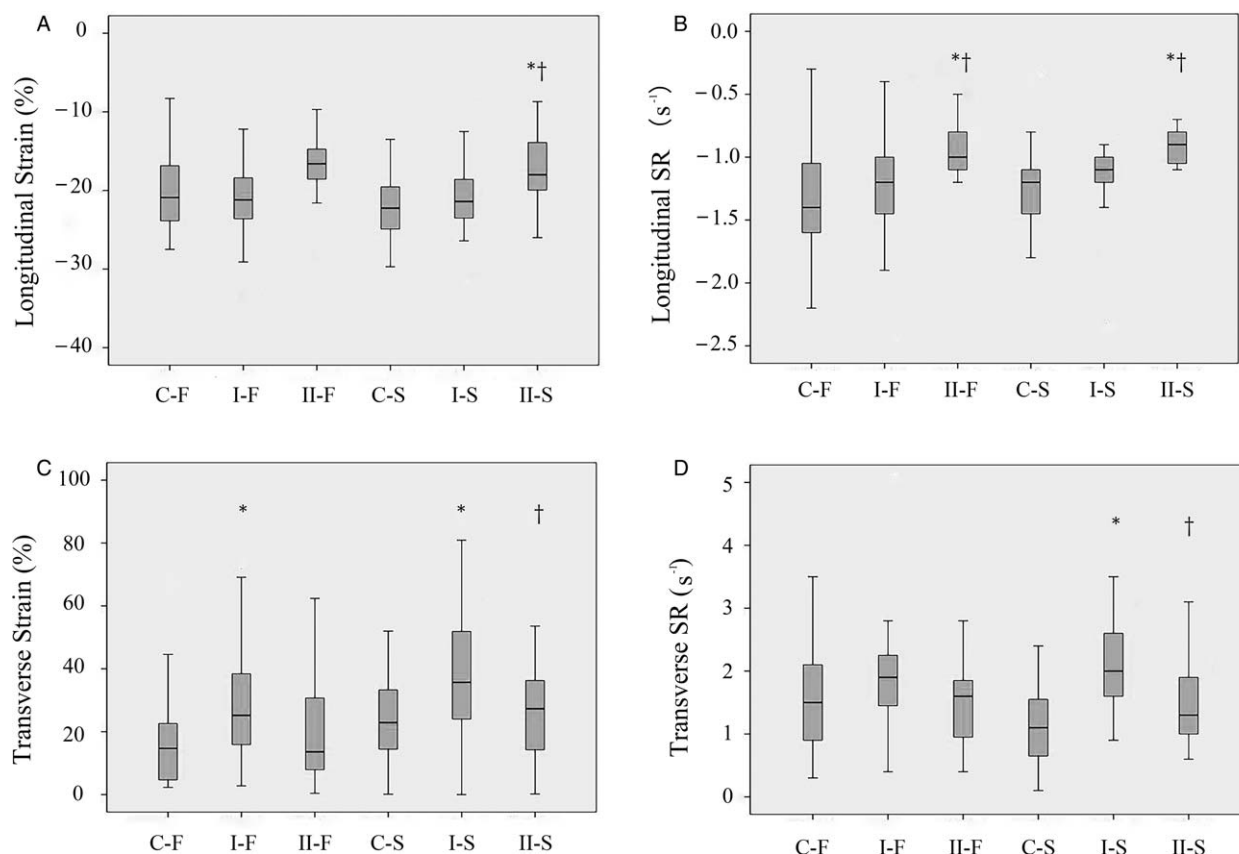 A
Longitudinal Strain (%)
0
−10
−20
−30
−40
*†
C-F I-F II-F C-S I-S II-S
B
Longitudinal SR (s⁻¹)
0.0
−0.5
−1.0
−1.5
−2.0
−2.5
*† *†
C-F I-F II-F C-S I-S II-S
C
Transverse Strain (%)
100
80
60
40
20
0
* * †
C-F I-F II-F C-S I-S II-S
D
Transverse SR (s⁻¹)
5
4
3
2
1
0
* †
C-F I-F II-F C-S I-S II-S